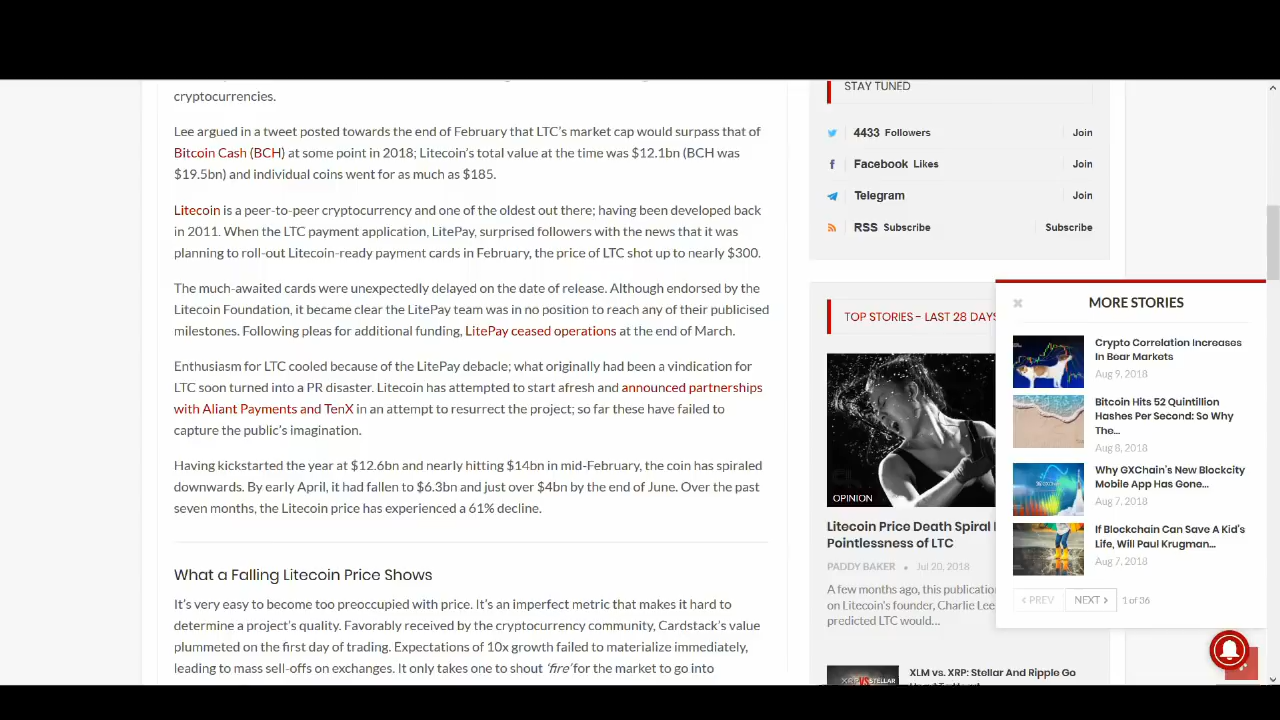 cryptocurrencies.
Lee argued in a tweet posted towards the end of February that LTC's market cap would surpass that of
Bitcoin Cash (BCH) at some point in 2018; Litecoin's total value at the time was $12.1bn (BCH was
$19.5bn) and individual coins went for as much as $185.
Litecoin is a peer-to-peer cryptocurrency and one of the oldest out there; having been developed back
in 2011. When the LTC payment application, LitePay, surprised followers with the news that it was
planning to roll-out Litecoin-ready payment cards in February, the price of LTC shot up to nearly $300.
The much-awaited cards were unexpectedly delayed on the date of release. Although endorsed by the
Litecoin Foundation, it became clear the LitePay team was in no position to reach any of their publicised
milestones. Following pleas for additional funding, LitePay ceased operations at the end of March.
Enthusiasm for LTC cooled because of the LitePay debacle; what originally had been a vindication for
LTC soon turned into a PR disaster. Litecoin has attempted to start afresh and announced partnerships
with Aliant Payments and TenX in an attempt to resurrect the project; so far these have failed to
capture the public's imagination.
Having kickstarted the year at $12.6bn and nearly hitting $14bn in mid-February, the coin has spiraled
downwards. By early April, it had fallen to $6.3bn and just over $4bn by the end of June. Over the past
seven months, the Litecoin price has experienced a 61% decline.
What a Falling Litecoin Price Shows
It's very easy to become too preoccupied with price. It's an imperfect metric that makes it hard to
determine a project's quality. Favorably received by the cryptocurrency community, Cardstack's value
plummeted on the first day of trading. Expectations of 10x growth failed to materialize immediately,
leading to mass sell-offs on exchanges. It only takes one to shout 'fire' for the market to go into
STAY TUNED
4433 Followers Join
Facebook Likes Join
Telegram Join
RSS Subscribe Subscribe
TOP STORIES - LAST 28 DAYS
OPINION
Litecoin Price Death Spiral
Pointlessness of LTC
PADDY BAKER • Jul 20, 2018
A few months ago, this publication
on Litecoin's founder, Charlie Lee
predicted LTC would...
XRP VS STELLAR
XLM vs. XRP: Stellar And Ripple Go
MORE STORIES
Crypto Correlation Increases
In Bear Markets
Aug 9, 2018
Bitcoin Hits 52 Quintillion
Hashes Per Second: So Why
The...
Aug 8, 2018
Why GXChain's New Blockcity
Mobile App Has Gone...
Aug 7, 2018
If Blockchain Can Save A Kid's
Life, Will Paul Krugman...
Aug 7, 2018
PREV NEXT 1 of 36